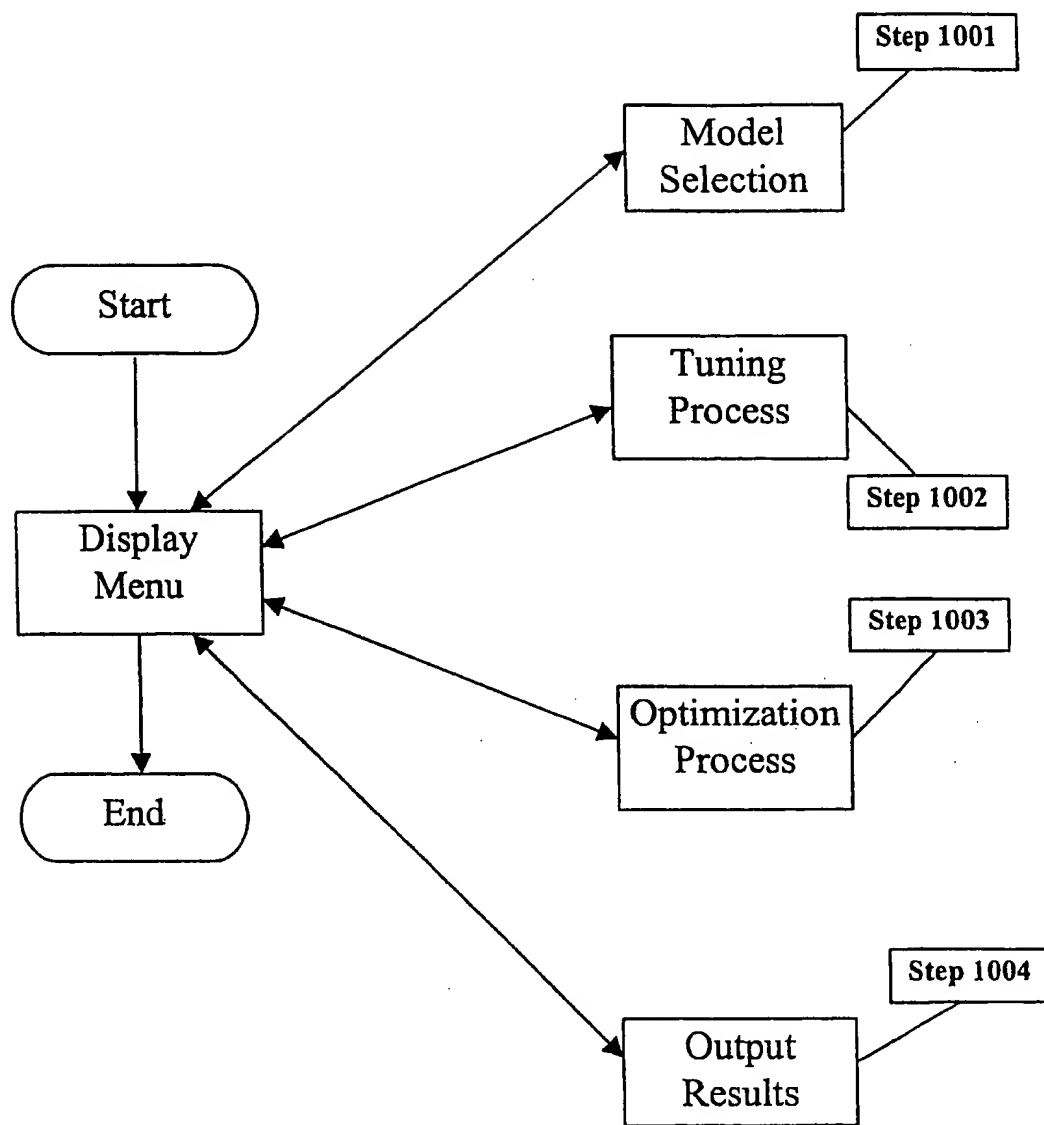 Step 1001
Model
Selection
Start
Tuning
Process
Step 1002
Display
Menu
Step 1003
Optimization
Process
End
Step 1004
Output
Results